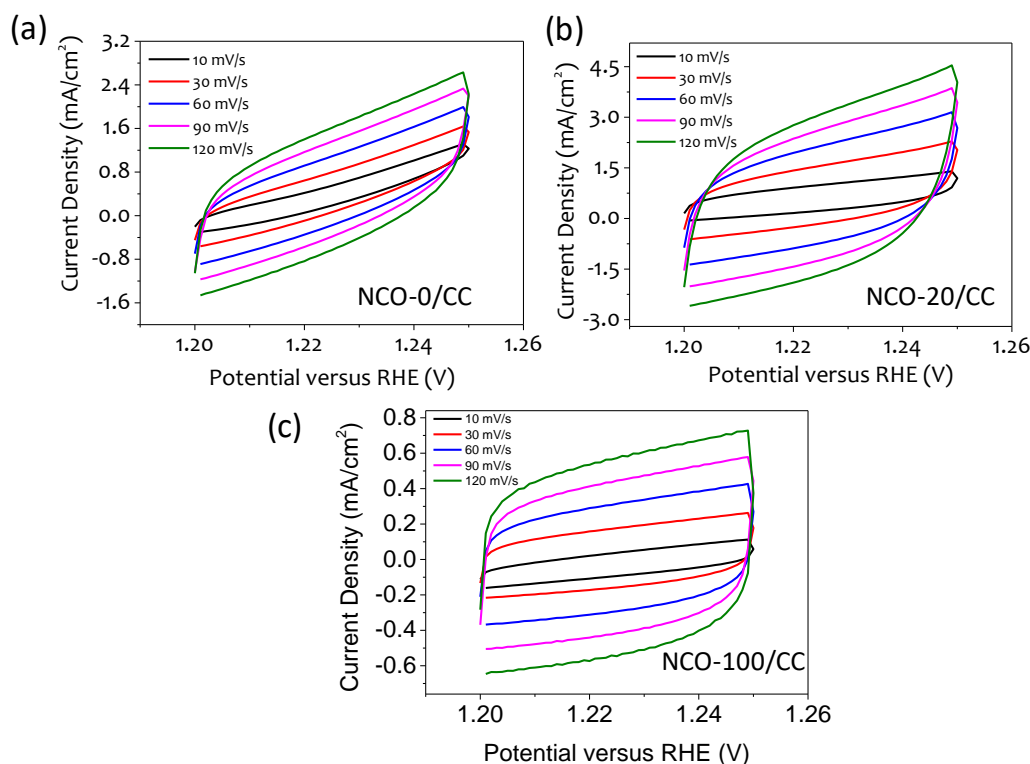 (a)
3.2
2.4
1.6
0.8
0.0
-0.8
-1.6
Current Density (mA/cm²)
10 mV/s
30 mV/s
60 mV/s
90 mV/s
120 mV/s
NCO-0/CC
1.20
1.22
1.24
1.26
Potential versus RHE (V)
(b)
4.5
3.0
1.5
0.0
-1.5
-3.0
Current Density (mA/cm²)
10 mV/s
30 mV/s
60 mV/s
90 mV/s
120 mV/s
NCO-20/CC
1.20
1.22
1.24
1.26
Potential versus RHE (V)
(c)
0.8
0.6
0.4
0.2
0.0
-0.2
-0.4
-0.6
Current Density (mA/cm²)
10 mV/s
30 mV/s
60 mV/s
90 mV/s
120 mV/s
NCO-100/CC
1.20
1.22
1.24
1.26
Potential versus RHE (V)